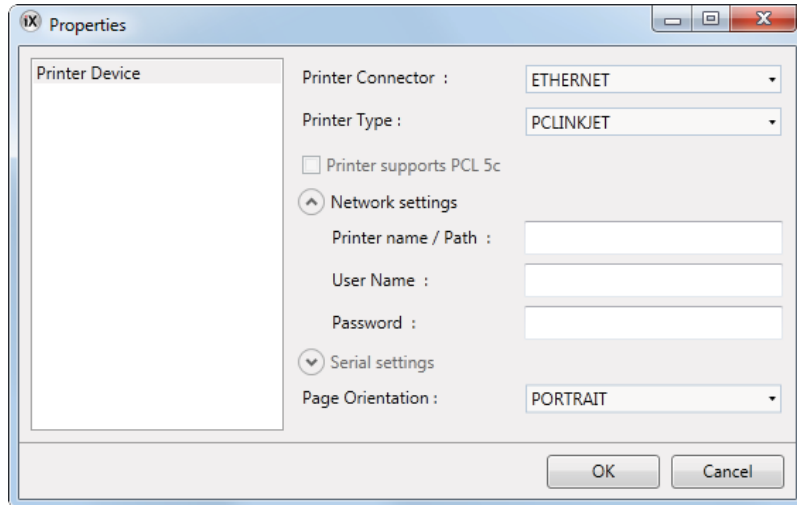 iX Properties
Printer Device
Printer Connector : ETHERNET
Printer Type : PCLINKJET
Printer supports PCL 5c
Network settings
Printer name / Path :
User Name :
Password :
Serial settings
Page Orientation : PORTRAIT
OK Cancel